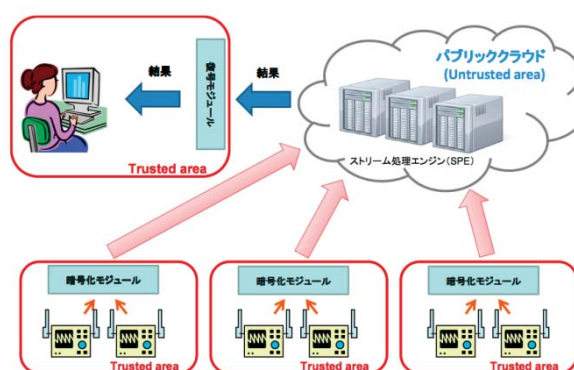 パブリッククラウド
(Untrusted area)
結果
復号モジュール
結果
ストリーム処理エンジン(SPE)
Trusted area
暗号化モジュール
暗号化モジュール
暗号化モジュール
Trusted area
Trusted area
Trusted area